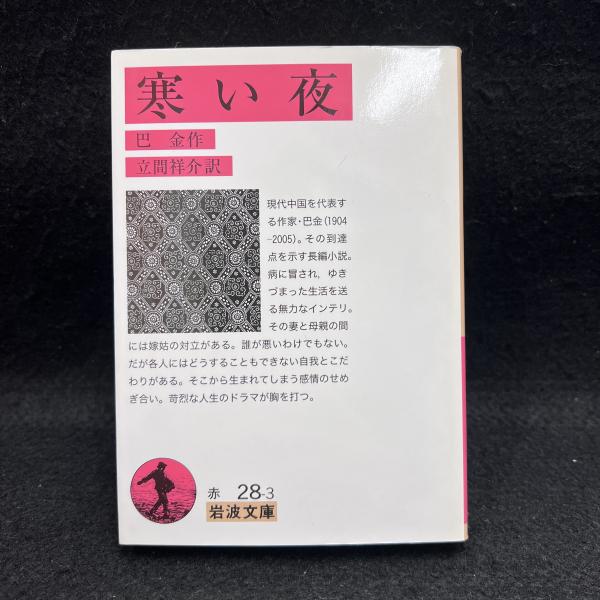 寒い夜
巴 金作
立間祥介訳
現代中国を代表す
る作家・巴金(1904
-2005)。その到達
点を示す長編小説。
病に冒され，ゆき
づまった生活を送
る無力なインテリ。
その妻と母親の間
には嫁姑の対立がある。誰が悪いわけでもない。
だが各人にはどうすることもできない自我とこだ
わりがある。そこから生まれてしまう感情のせめ
ぎ合い。苛烈な人生のドラマが胸を打つ。
赤 28-3
岩波文庫